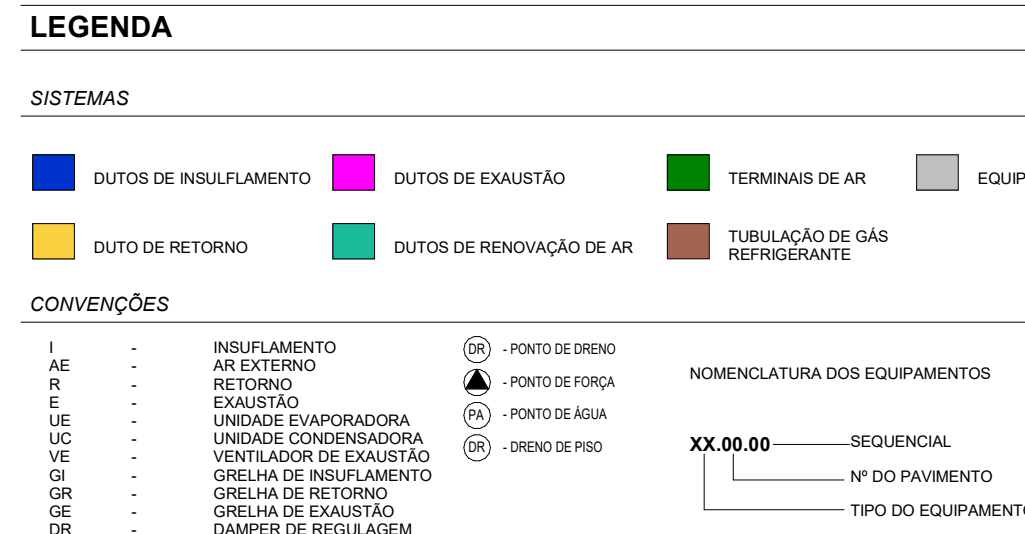 LEGENDA
SISTEMAS
DUTOS DE INSULFLAMENTO
DUTOS DE EXAUSTÃO
TERMINAIS DE AR
DUTO DE RETORNO
DUTOS DE RENOVAÇÃO DE AR
TUBULAÇÃO DE GÁS
REFRIGERANTE
CONVENÇÕES
I - INSUFLAMENTO
AE - AR EXTERNO
R - RETORNO
E - EXAUSTÃO
UE - UNIDADE EVAPORADORA
UC - UNIDADE CONDENSADORA
VE - VENTILADOR DE EXAUSTÃO
GI - GRELHA DE INSUFLAMENTO
GR - GRELHA DE RETORNO
GE - GRELHA DE EXAUSTÃO
DR - DAMPER DE REGULAGEM
DR - PONTO DE DRENO
- PONTO DE FORÇA
PA - PONTO DE ÁGUA
DR - DRENO DE PISO
NOMENCLATURA DOS EQUIPAMENTOS
XX.00.00 SEQUENCIAL
Nº DO PAVIMENTO
TIPO DO EQUIPAMENTO